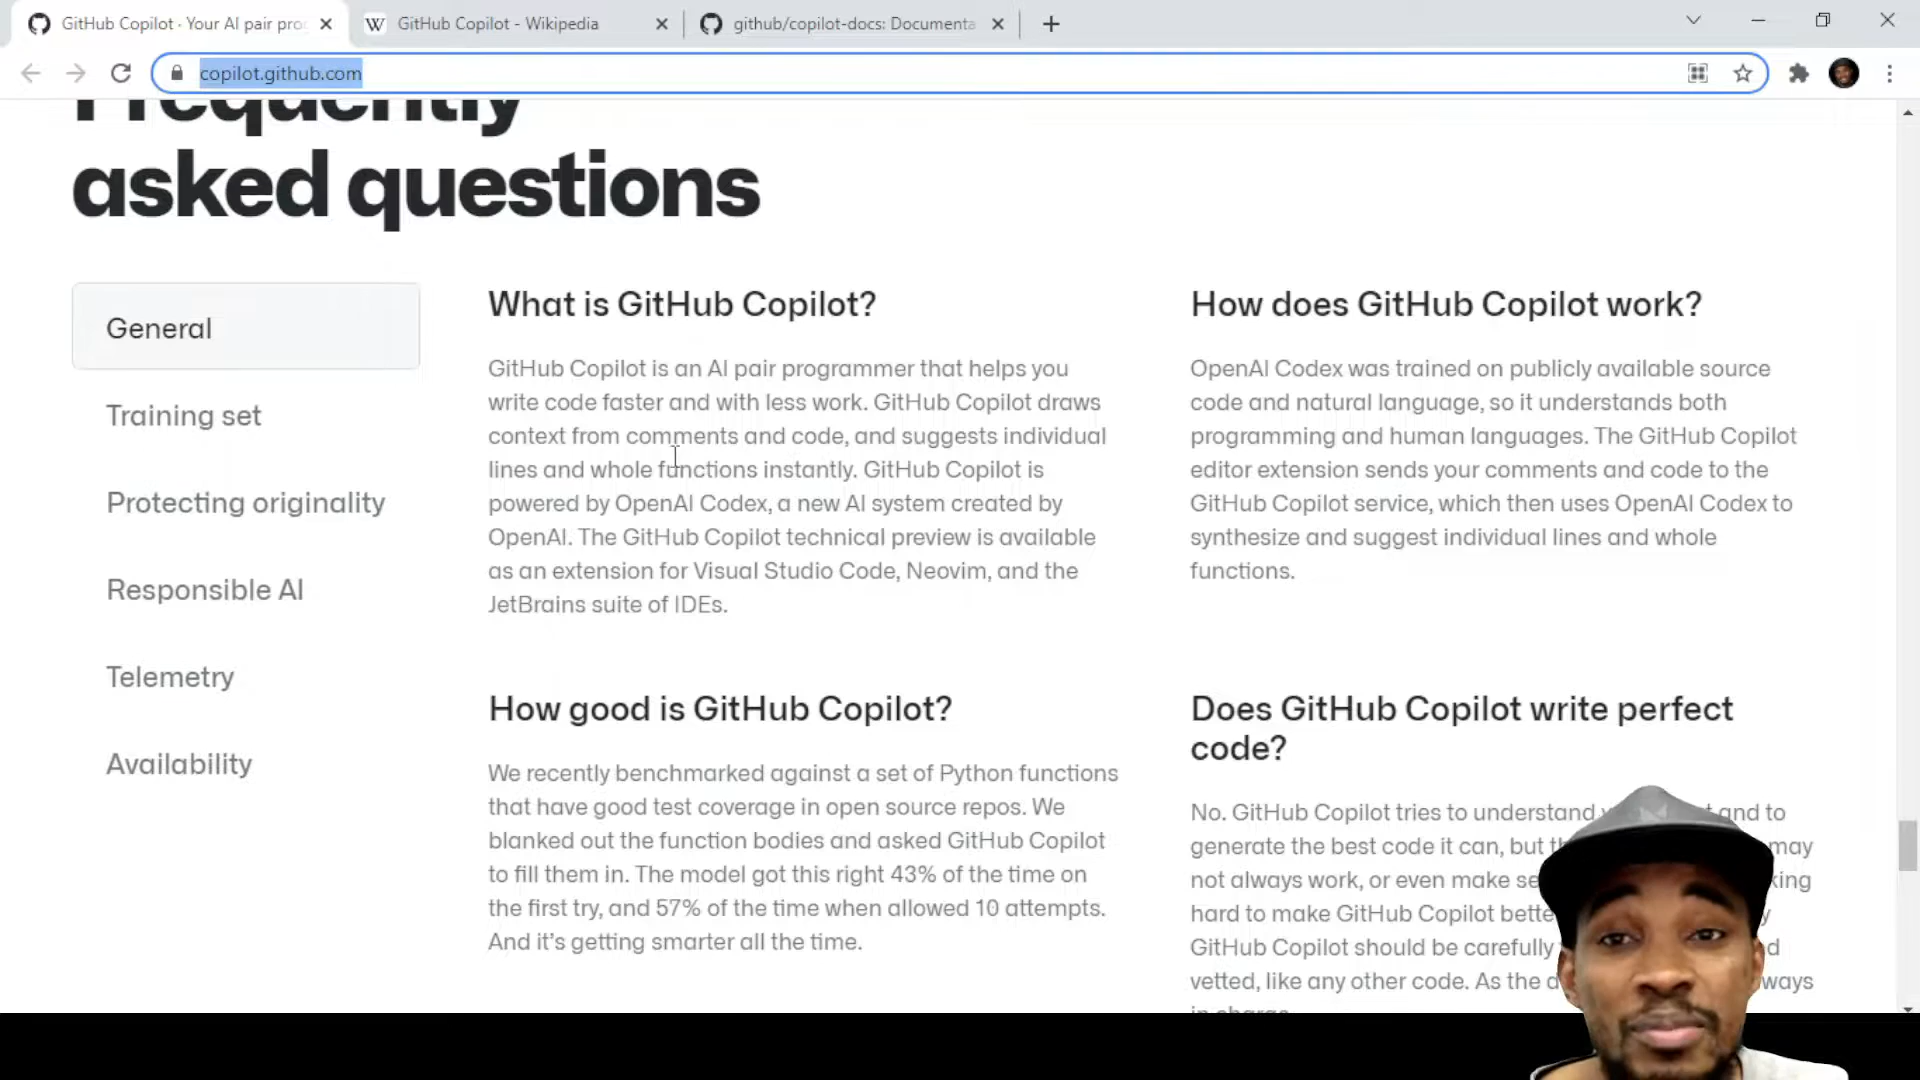 GitHub Copilot · Your AI pair pro
GitHub Copilot - Wikipedia
github/copilot-docs: Documenta
copilot.github.com
Frequently
asked questions
General
Training set
Protecting originality
Responsible AI
Telemetry
Availability
What is GitHub Copilot?
GitHub Copilot is an AI pair programmer that helps you
write code faster and with less work. GitHub Copilot draws
context from comments and code, and suggests individual
lines and whole functions instantly. GitHub Copilot is
powered by OpenAI Codex, a new AI system created by
OpenAI. The GitHub Copilot technical preview is available
as an extension for Visual Studio Code, Neovim, and the
JetBrains suite of IDEs.
How does GitHub Copilot work?
OpenAI Codex was trained on publicly available source
code and natural language, so it understands both
programming and human languages. The GitHub Copilot
editor extension sends your comments and code to the
GitHub Copilot service, which then uses OpenAI Codex to
synthesize and suggest individual lines and whole
functions.
How good is GitHub Copilot?
We recently benchmarked against a set of Python functions
that have good test coverage in open source repos. We
blanked out the function bodies and asked GitHub Copilot
to fill them in. The model got this right 43% of the time on
the first try, and 57% of the time when allowed 10 attempts.
And it's getting smarter all the time.
Does GitHub Copilot write perfect
code?
No. GitHub Copilot tries to understand and to
generate the best code it can, but may
not always work, or even make
hard to make GitHub Copilot
GitHub Copilot should be carefully
vetted, like any other code. As the
in charge.